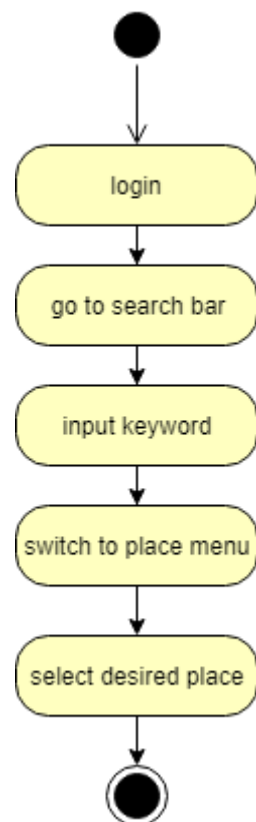 login
go to search bar
input keyword
switch to place menu
select desired place